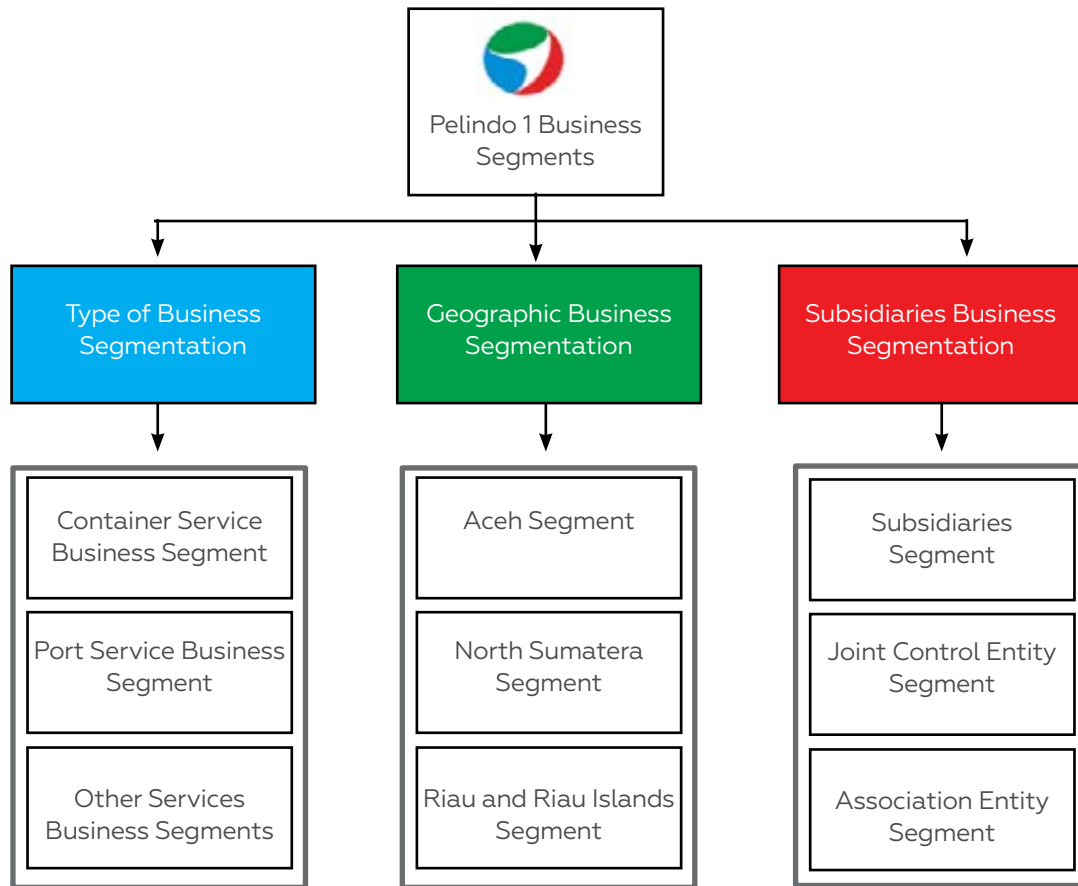 Pelindo 1 Business
Segments
Type of Business
Segmentation
Geographic Business
Segmentation
Subsidiaries Business
Segmentation
Container Service
Business Segment
Port Service Business
Segment
Other Services
Business Segments
Aceh Segment
North Sumatera
Segment
Riau and Riau Islands
Segment
Subsidiaries
Segment
Joint Control Entity
Segment
Association Entity
Segment